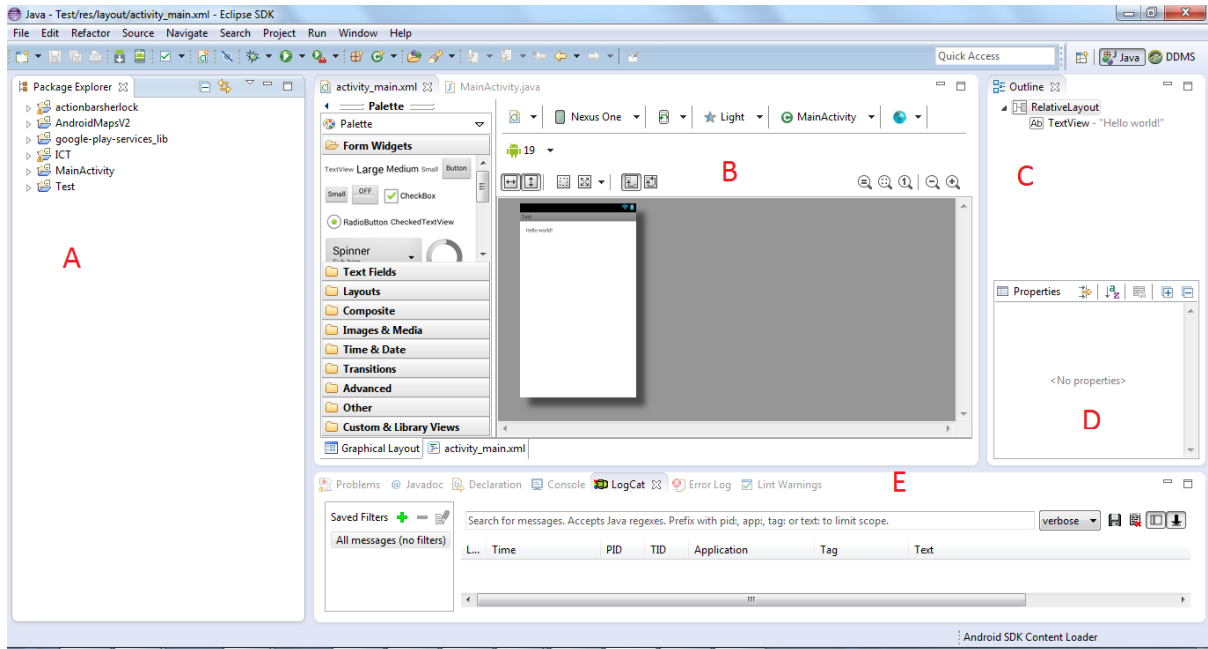 Java - Test/res/layout/activity_main.xml - Eclipse SDK
File Edit Refactor Source Navigate Search Project Run Window Help
Quick Access
Java
DDMS
Package Explorer
actionbarsherlock
AndroidMapsV2
google-play-services_lib
ICT
MainActivity
Test
A
activity_main.xml
MainActivity.java
Palette
Palette
Form Widgets
TextView Large Medium Small Button
Small OFF CheckBox
RadioButton CheckedTextView
Spinner
Sub Item
Text Fields
Layouts
Composite
Images & Media
Time & Date
Transitions
Advanced
Other
Custom & Library Views
Graphical Layout
activity_main.xml
Nexus One
Light
MainActivity
19
B
Test
Hello world!
Outline
RelativeLayout
Ab TextView - "Hello world!"
C
Properties
<No properties>
D
Problems @ Javadoc Declaration Console LogCat Error Log Lint Warnings
E
Saved Filters
All messages (no filters)
Search for messages. Accepts Java regexes. Prefix with pid:, app:, tag: or text: to limit scope.
verbose
L... Time PID TID Application Tag Text
Android SDK Content Loader